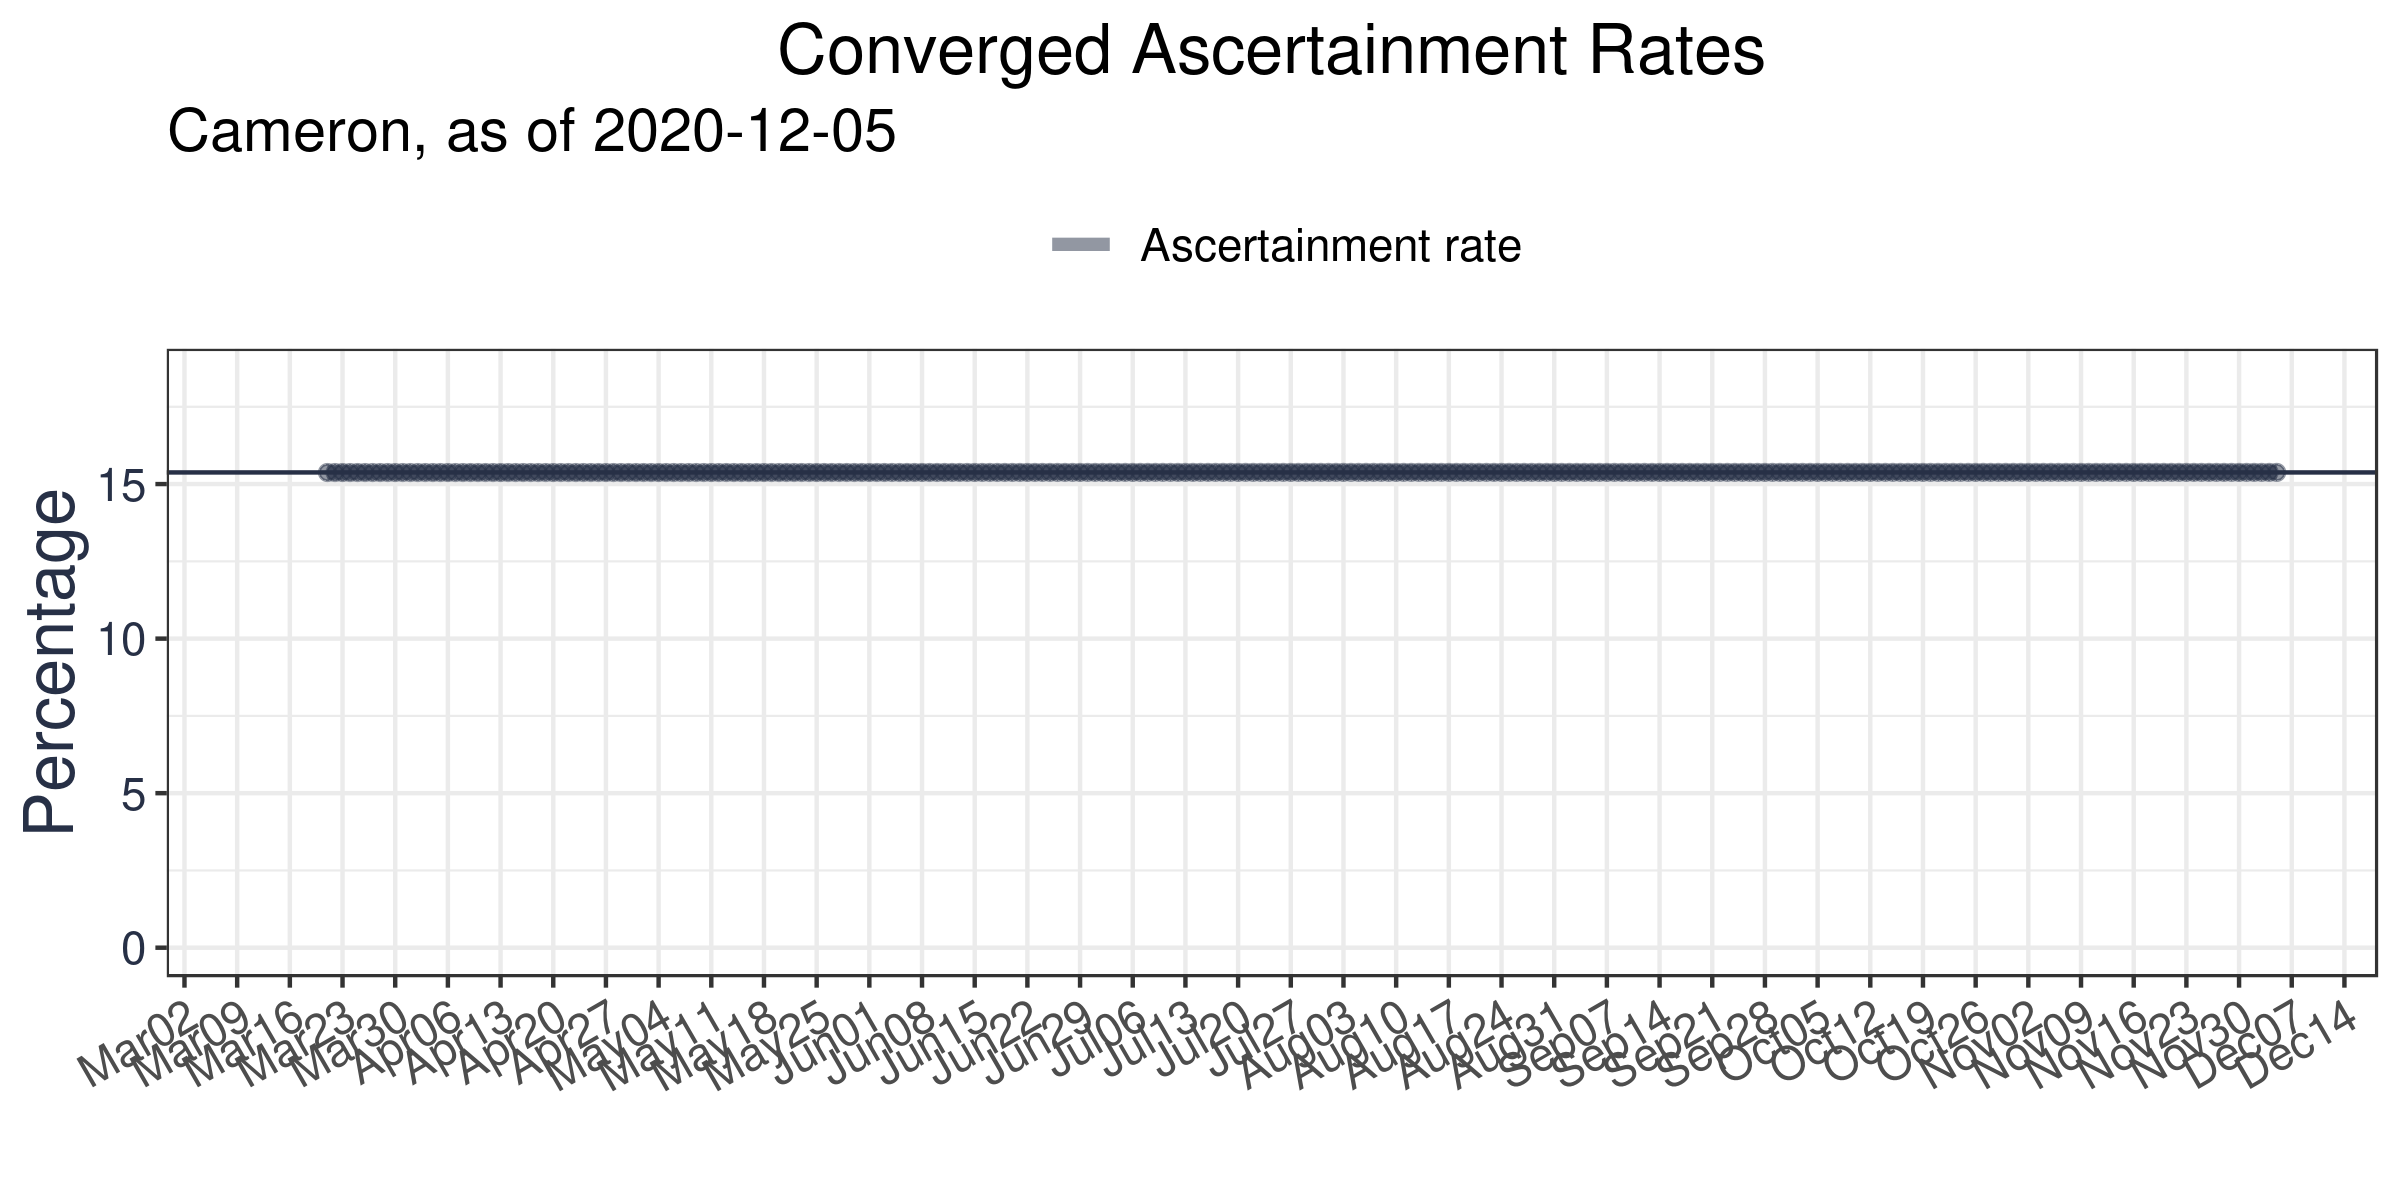 Converged Ascertainment Rates
Cameron, as of 2020-12-05
Ascertainment rate
Percentage
15
10
5
0
Mar02
Mar09
Mar16
Mar23
Mar30
Apr06
Apr13
Apr20
Apr27
May04
May11
May18
May25
Jun01
Jun08
Jun15
Jun22
Jun29
Jul06
Jul13
Jul20
Jul27
Aug03
Aug10
Aug17
Aug24
Aug31
Sep07
Sep14
Sep21
Sep28
Oct05
Oct12
Oct19
Oct26
Nov02
Nov09
Nov16
Nov23
Nov30
Dec07
Dec14